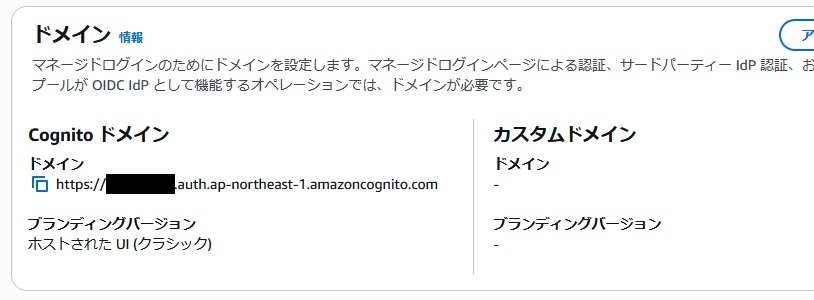 ドメイン 情報
マネージドログインのためにドメインを設定します。マネージドログインページによる認証、サードパーティー IdP 認証、お
プールが OIDC IdP として機能するオペレーションでは、ドメインが必要です。
Cognito ドメイン
ドメイン
https:// .auth.ap-northeast-1.amazoncognito.com
ブランディングバージョン
ホストされた UI (クラシック)
カスタムドメイン
ドメイン
-
ブランディングバージョン
-
ア